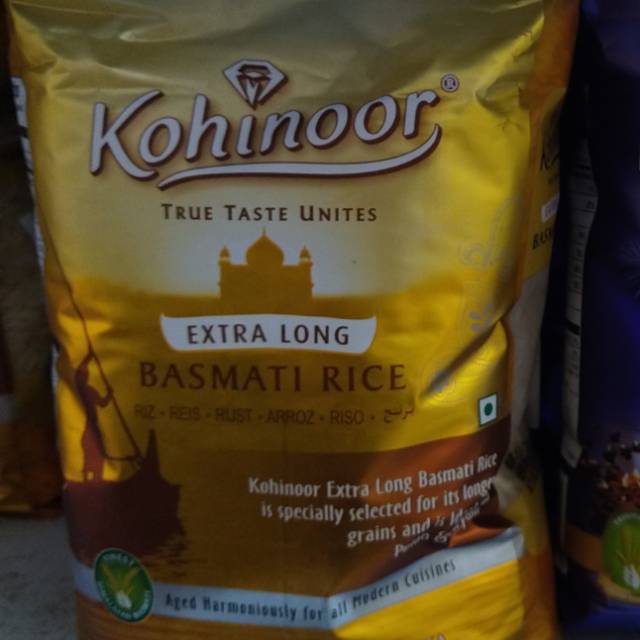 Kohinoor®
TRUE TASTE UNITES
EXTRA LONG
BASMATI RICE
RIZ • REIS • RIJST • ARROZ • RISO •
Kohinoor Extra Long Basmati Rice
is specially selected for its longer
grains and
Aged Harmoniously for all Modern Cuisines